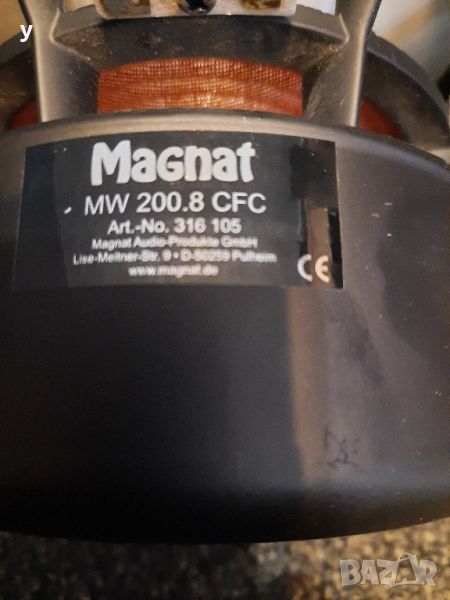 y
Magnat
MW 200.8 CFC
Art.-No. 316 105
Magnat Audio-Produkte GmbH
Lise-Meitner-Str. 9 • D-50259 Pulheim
www.magnat.de
CE
BAZAR